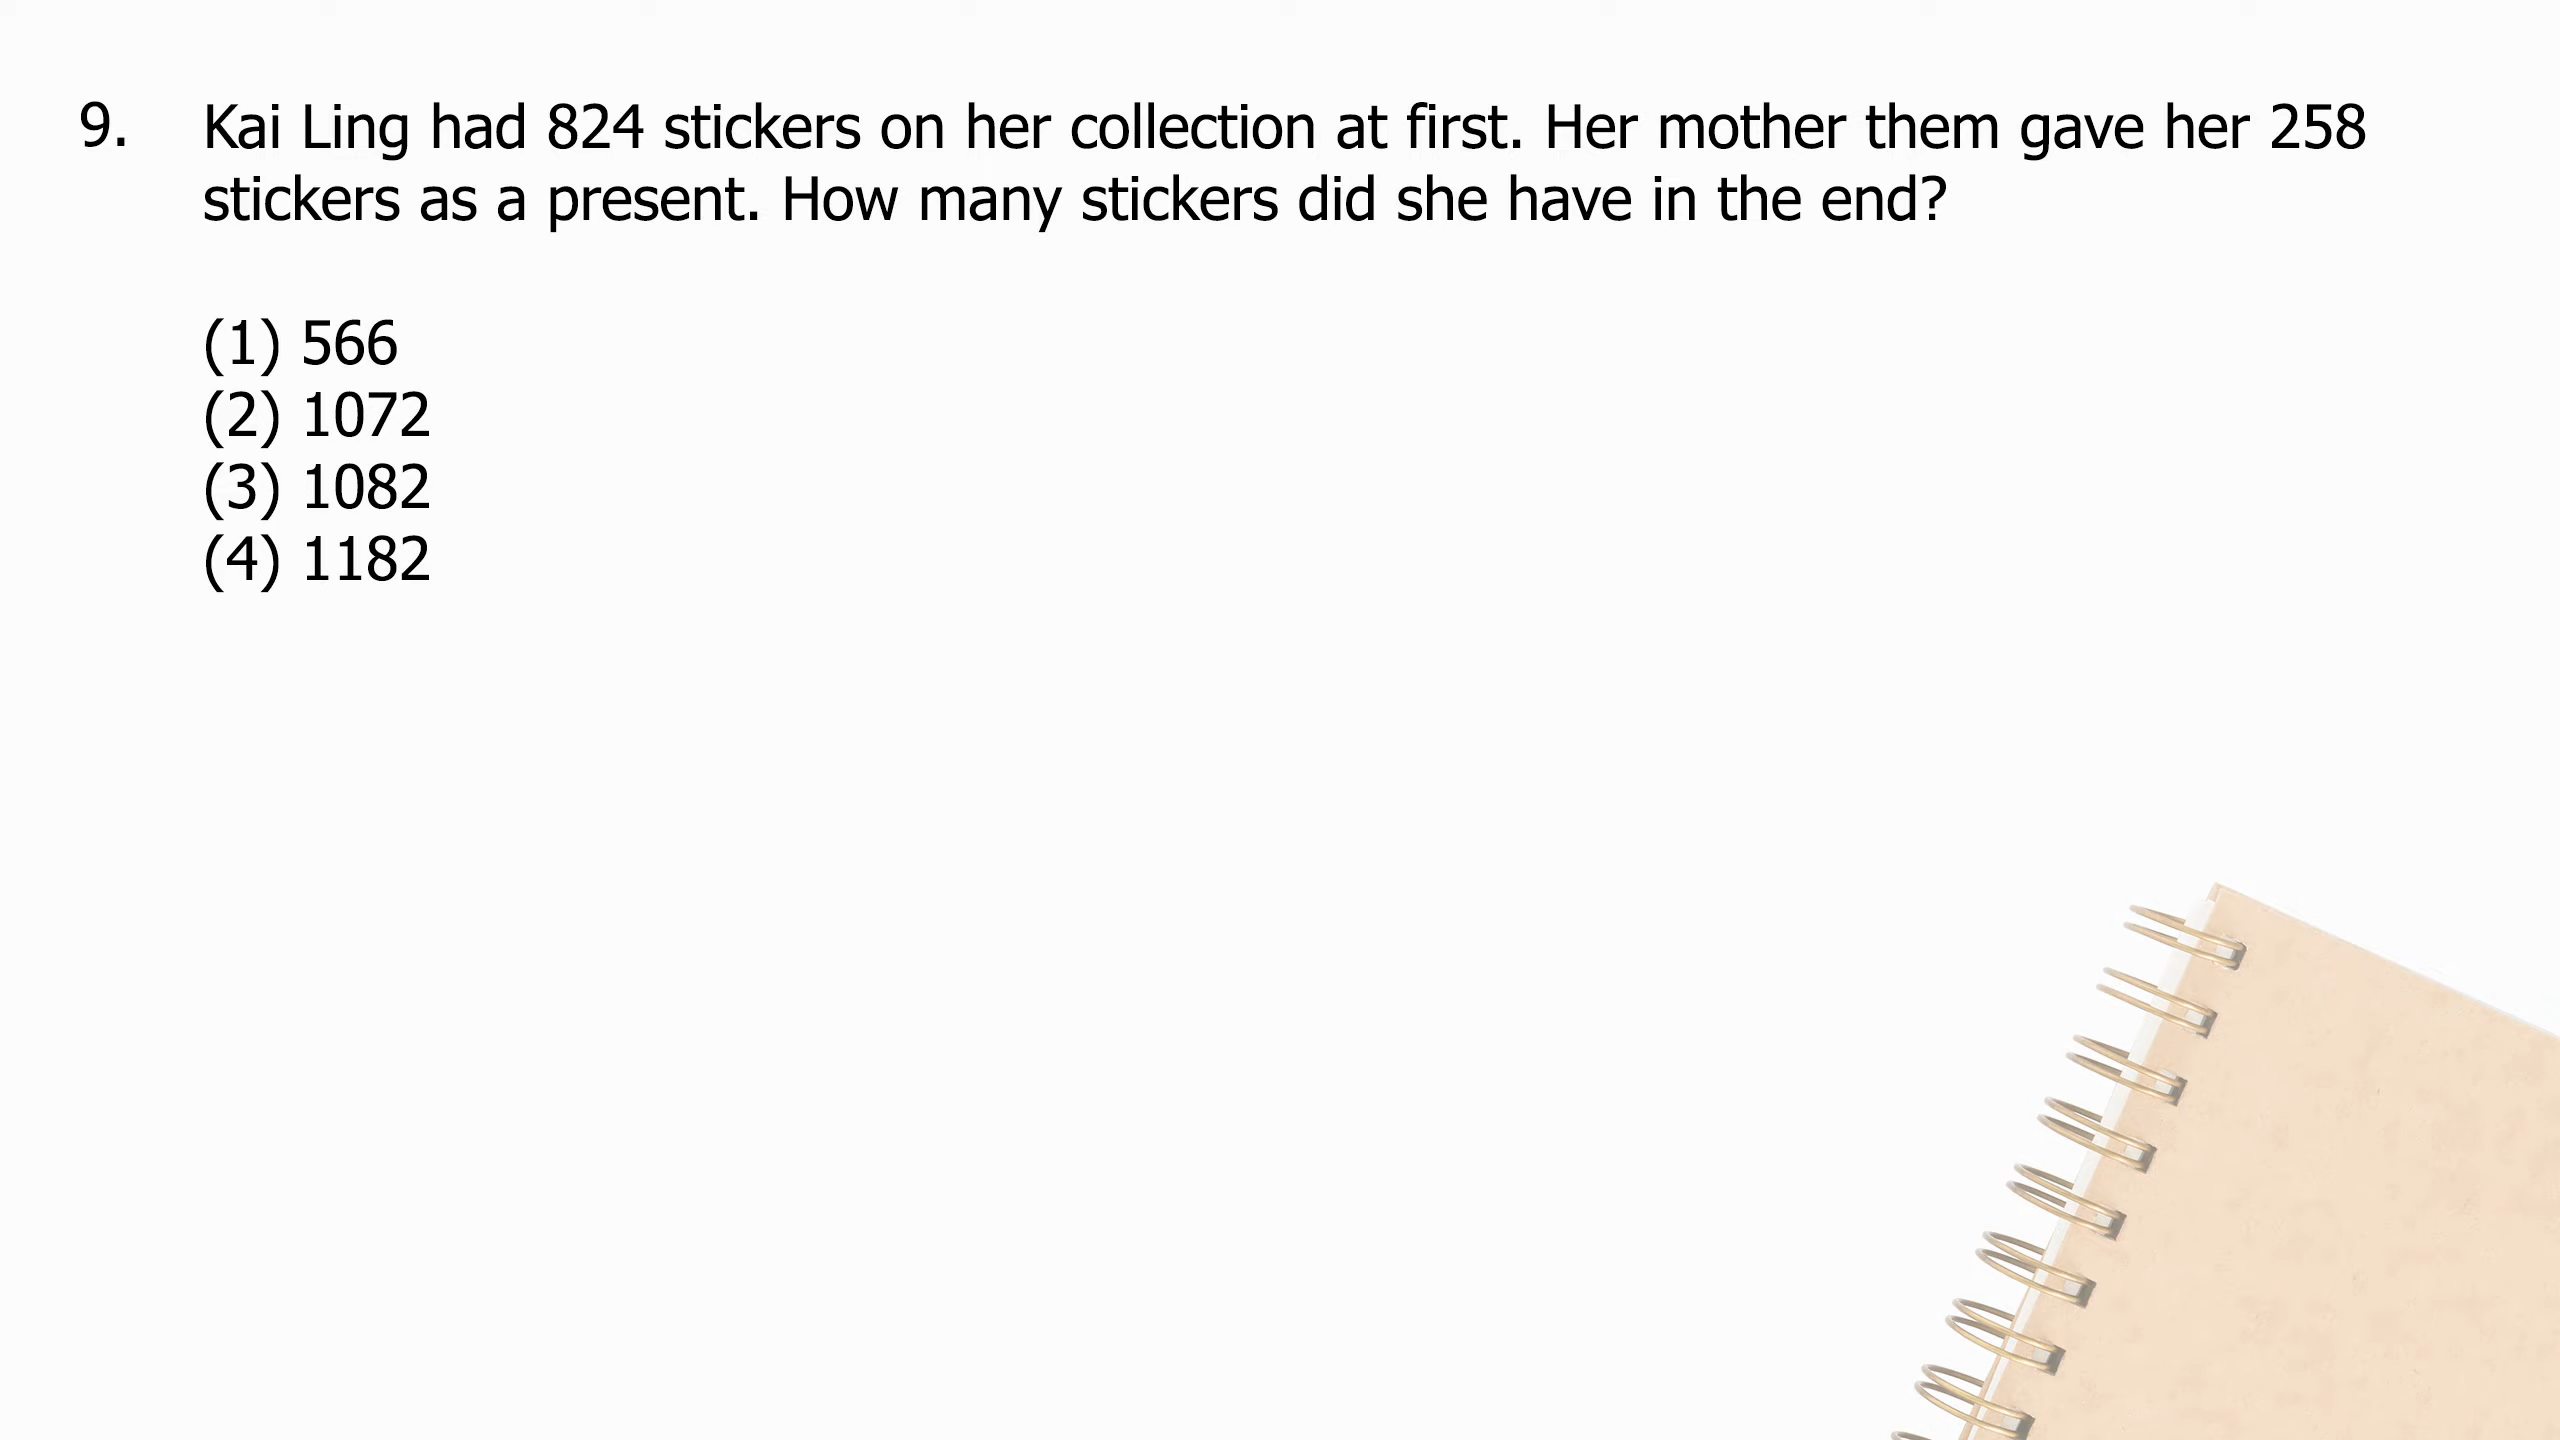 9. Kai Ling had 824 stickers on her collection at first. Her mother them gave her 258
stickers as a present. How many stickers did she have in the end?
(1) 566
(2) 1072
(3) 1082
(4) 1182